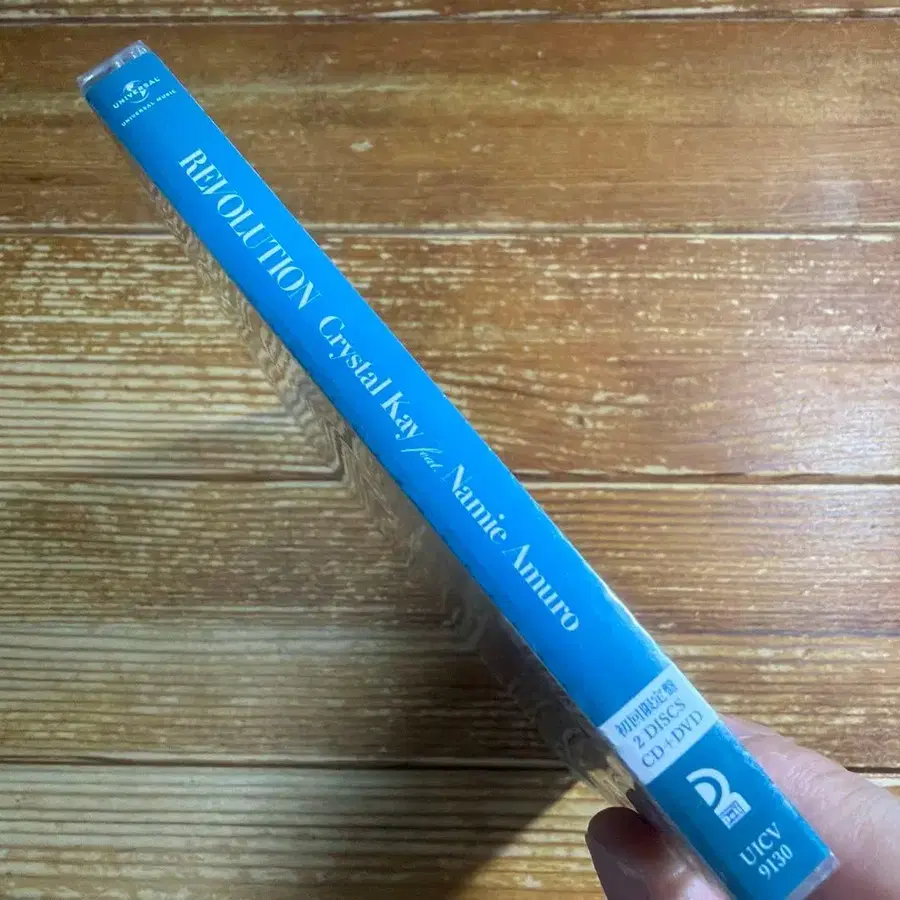 UNIVERSAL
UNIVERSAL MUSIC
REVOLUTION Crystal Kay feat. Namie Amuro
初回限定盤
2 DISCS
CD+DVD
UICV
9130